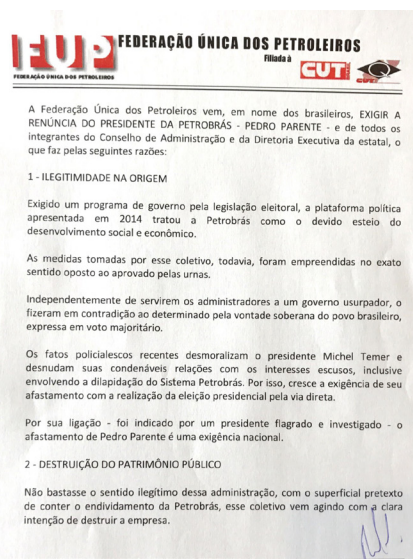 FUP
FEDERAÇÃO ÚNICA DOS PETROLEIROS
FEDERAÇÃO ÚNICA DOS PETROLEIROS
Filiada à
CUT
A Federação Única dos Petroleiros vem, em nome dos brasileiros, EXIGIR A
RENÚNCIA DO PRESIDENTE DA PETROBRÁS - PEDRO PARENTE - e de todos os
integrantes do Conselho de Administração e da Diretoria Executiva da estatal, o
que faz pelas seguintes razões:
1 - ILEGITIMIDADE NA ORIGEM
Exigido um programa de governo pela legislação eleitoral, a plataforma política
apresentada em 2014 tratou a Petrobrás como o devido esteio do
desenvolvimento social e econômico.
As medidas tomadas por esse coletivo, todavia, foram empreendidas no exato
sentido oposto ao aprovado pelas urnas.
Independentemente de servirem os administradores a um governo usurpador, o
fizeram em contradição ao determinado pela vontade soberana do povo brasileiro,
expressa em voto majoritário.
Os fatos policialescos recentes desmoralizam o presidente Michel Temer e
desnudam suas condenáveis relações com os interesses escusos, inclusive
envolvendo a dilapidação do Sistema Petrobrás. Por isso, cresce a exigência de seu
afastamento com a realização da eleição presidencial pela via direta.
Por sua ligação - foi indicado por um presidente flagrado e investigado - o
afastamento de Pedro Parente é uma exigência nacional.
2 - DESTRUIÇÃO DO PATRIMÔNIO PÚBLICO
Não bastasse o sentido ilegítimo dessa administração, com o superficial pretexto
de conter o endividamento da Petrobrás, esse coletivo vem agindo com a clara
intenção de destruir a empresa.